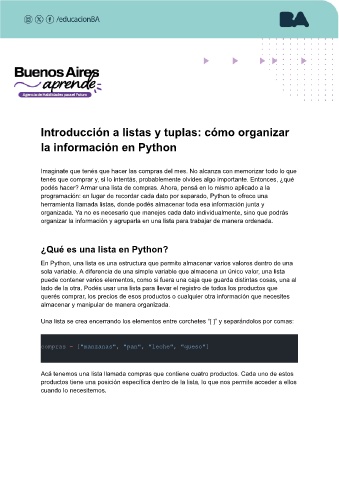 /educacionBA
BA
Buenos Aires
aprende
Agencia de Habilidades para el Futuro
Introducción a listas y tuplas: cómo organizar
la información en Python
Imaginate que tenés que hacer las compras del mes. No alcanza con memorizar todo lo que
tenés que comprar y, si lo intentás, probablemente olvides algo importante. Entonces, ¿qué
podés hacer? Armar una lista de compras. Ahora, pensá en lo mismo aplicado a la
programación: en lugar de recordar cada dato por separado, Python te ofrece una
herramienta llamada listas, donde podés almacenar toda esa información junta y
organizada. Ya no es necesario que manejes cada dato individualmente, sino que podrás
organizar la información y agruparla en una lista para trabajar de manera ordenada.
¿Qué es una lista en Python?
En Python, una lista es una estructura que permite almacenar varios valores dentro de una
sola variable. A diferencia de una simple variable que almacena un único valor, una lista
puede contener varios elementos, como si fuera una caja que guarda distintas cosas, una al
lado de la otra. Podés usar una lista para llevar el registro de todos los productos que
querés comprar, los precios de esos productos o cualquier otra información que necesites
almacenar y manipular de manera organizada.
Una lista se crea encerrando los elementos entre corchetes "[ ]" y separándolos por comas:
compras = ["manzanas", "pan", "leche", "queso"]
Acá tenemos una lista llamada compras que contiene cuatro productos. Cada uno de estos
productos tiene una posición específica dentro de la lista, lo que nos permite acceder a ellos
cuando lo necesitemos.